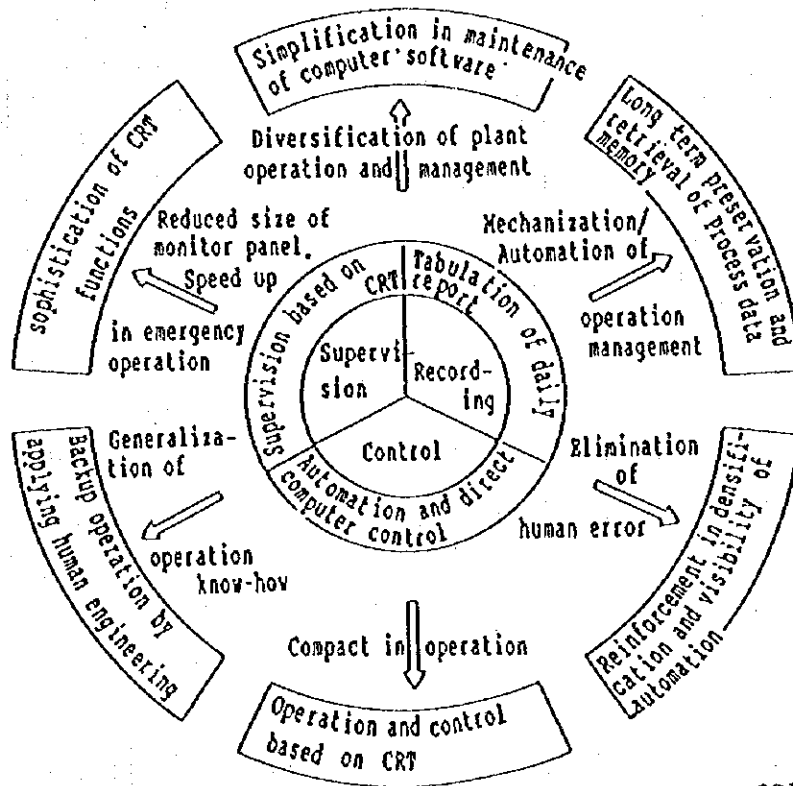 Simplification in maintenance
of computer software
Long term preservation and
retrieval of Process data
memory
sophistication of CRT
functions
Diversification of plant
operation and management
Reduced size of
monitor panel.
Speed up
in emergency
operation
Mechanization/
Automation of
operation
management
Supervision based on
CRT
Tabulation of daily
report
Supervi-
sion
Record-
ing
Control
Automation and direct
computer control
Generaliza-
tion of
operation
know-how
Elimination of
human error
Backup operation by
applying human engineering
Reinforcement in densifi-
cation and visibility of
automation
Compact in operation
Operation and control
based on CRT